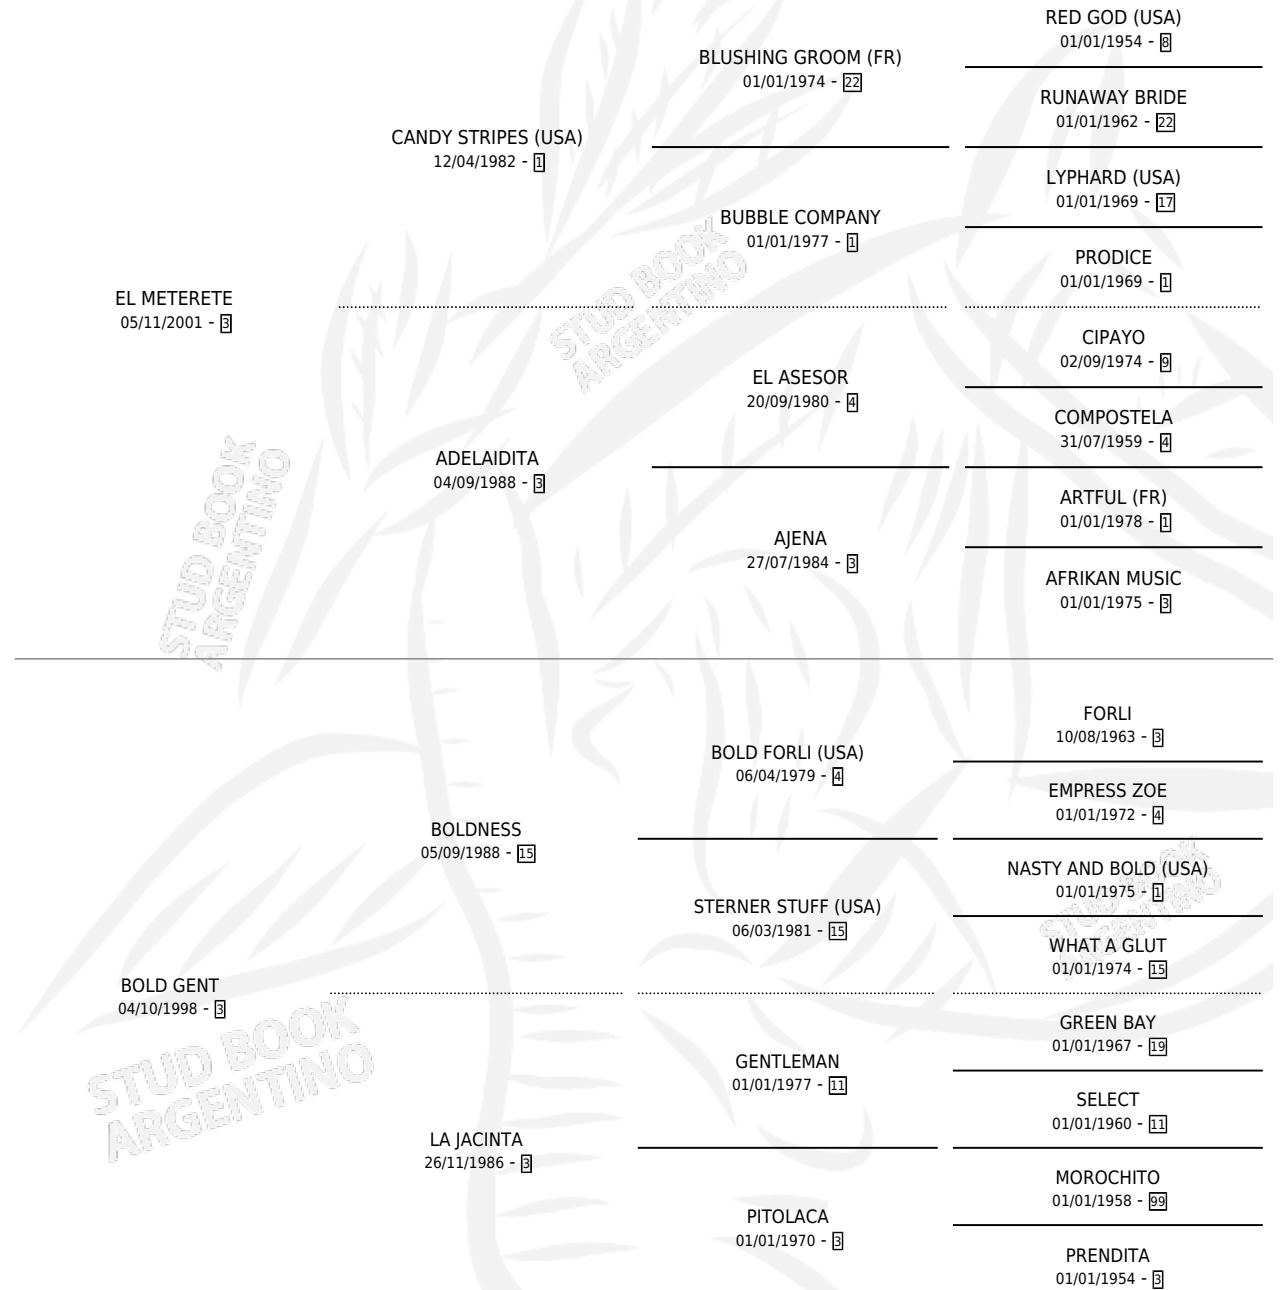 RED GOD (USA)
01/01/1954 - 8
BLUSHING GROOM (FR)
01/01/1974 - 22
RUNAWAY BRIDE
01/01/1962 - 22
CANDY STRIPES (USA)
12/04/1982 - 1
LYPHARD (USA)
01/01/1969 - 17
BUBBLE COMPANY
01/01/1977 - 1
PRODICE
01/01/1969 - 1
EL METERETE
05/11/2001 - 3
CIPAYO
02/09/1974 - 9
EL ASESOR
20/09/1980 - 4
COMPOSTELA
31/07/1959 - 4
ADELAIDITA
04/09/1988 - 3
ARTFUL (FR)
01/01/1978 - 1
AJENA
27/07/1984 - 3
AFRIKAN MUSIC
01/01/1975 - 3
STUD BOOK
ARGENTINO
STUD BOOK
ARGENTINO
FORLI
10/08/1963 - 3
BOLD FORLI (USA)
06/04/1979 - 4
EMPRESS ZOE
01/01/1972 - 4
BOLDNESS
05/09/1988 - 15
NASTY AND BOLD (USA)
01/01/1975 - 1
STERNER STUFF (USA)
06/03/1981 - 15
WHAT A GLUT
01/01/1974 - 15
BOLD GENT
04/10/1998 - 3
GREEN BAY
01/01/1967 - 19
GENTLEMAN
01/01/1977 - 11
SELECT
01/01/1960 - 11
LA JACINTA
26/11/1986 - 3
MOROCHITO
01/01/1958 - 99
PITOLACA
01/01/1970 - 3
PRENDITA
01/01/1954 - 3
STUD BOOK
ARGENTINO
STUD BOOK
ARGENTINO